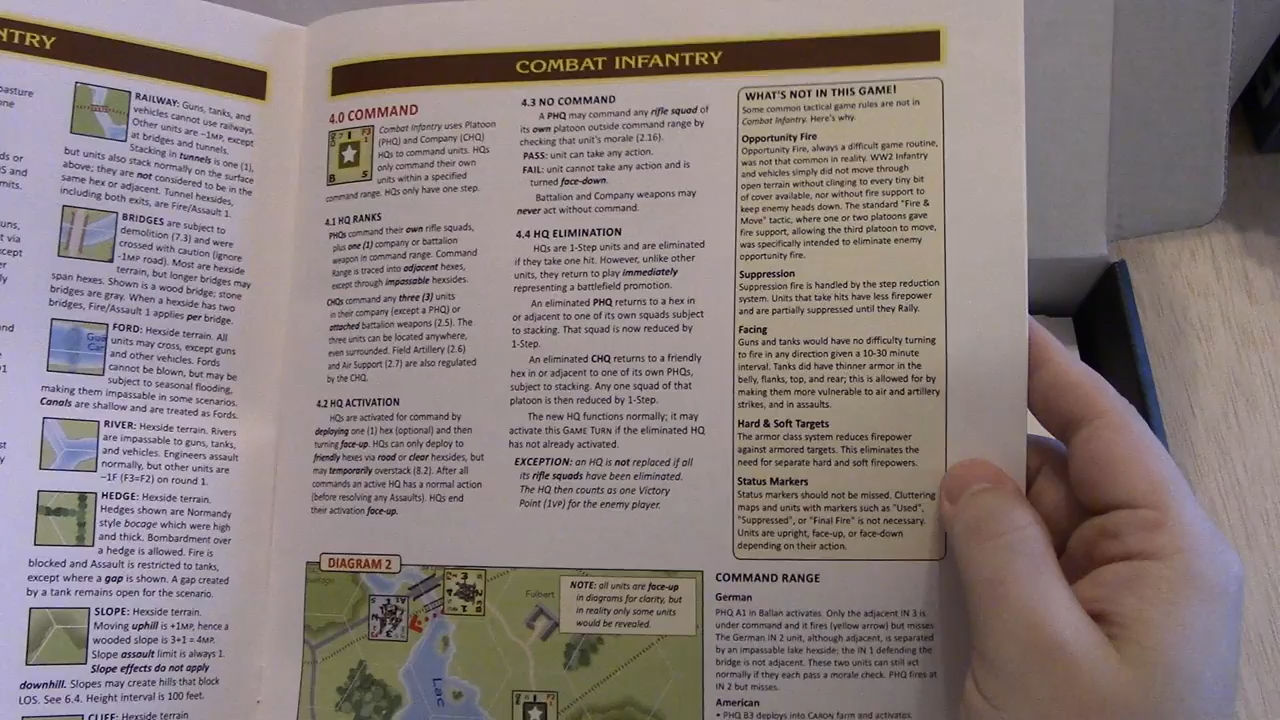 NTRY
asture
one
ds or
S and
mits.
uns,
t via
xcept
er
ly
nd
e1
st
y
RAILWAY: Guns, tanks, and
vehicles cannot use railways.
Other units are –1MP, except
at bridges and tunnels.
Stacking in tunnels is one (1),
but units also stack normally on the surface
above; they are not considered to be in the
same hex or adjacent. Tunnel hexsides,
including both exits, are Fire/Assault 1.
BRIDGES are subject to
demolition (7.3) and were
crossed with caution (ignore
-1MP road). Most are hexside
terrain, but longer bridges may
span hexes. Shown is a wood bridge; stone
bridges are gray. When a hexside has two
bridges, Fire/Assault 1 applies per bridge.
FORD: Hexside terrain. All
units may cross, except guns
and other vehicles. Fords
cannot be blown, but may be
subject to seasonal flooding,
making them impassable in some scenarios.
Canals are shallow and are treated as Fords.
RIVER: Hexside terrain. Rivers
are impassable to guns, tanks,
and vehicles. Engineers assault
normally, but other units are
–1F (F3=F2) on round 1.
HEDGE: Hexside terrain.
Hedges shown are Normandy
style bocage which were high
and thick. Bombardment over
a hedge is allowed. Fire is
blocked and Assault is restricted to tanks,
except where a gap is shown. A gap created
by a tank remains open for the scenario.
SLOPE: Hexside terrain.
Moving uphill is +1MP, hence a
wooded slope is 3+1 = 4MP.
Slope assault limit is always 1.
Slope effects do not apply
downhill. Slopes may create hills that block
LOS. See 6.4. Height interval is 100 feet.
CLIFF: Hexside terrain
COMBAT INFANTRY
4.0 COMMAND
Combat Infantry uses Platoon
(PHQ) and Company (CHQ)
HQs to command units. HQs
only command their own
units within a specified
command range. HQs only have one step.
4.1 HQ RANKS
PHQs command their own rifle squads,
plus one (1) company or battalion
weapon in command range. Command
Range is traced into adjacent hexes,
except through impassable hexsides.
CHQs command any three (3) units
in their company (except a PHQ) or
attached battalion weapons (2.5). The
three units can be located anywhere,
even surrounded. Field Artillery (2.6)
and Air Support (2.7) are also regulated
by the CHQ.
4.2 HQ ACTIVATION
HQs are activated for command by
deploying one (1) hex (optional) and then
turning face-up. HQs can only deploy to
friendly hexes via road or clear hexsides, but
may temporarily overstack (8.2). After all
commands an active HQ has a normal action
(before resolving any Assaults). HQs end
their activation face-up.
4.3 NO COMMAND
A PHQ may command any rifle squad of
its own platoon outside command range by
checking that unit's morale (2.16).
PASS: unit can take any action.
FAIL: unit cannot take any action and is
turned face-down.
Battalion and Company weapons may
never act without command.
4.4 HQ ELIMINATION
HQs are 1-Step units and are eliminated
if they take one hit. However, unlike other
units, they return to play immediately
representing a battlefield promotion.
An eliminated PHQ returns to a hex in
or adjacent to one of its own squads subject
to stacking. That squad is now reduced by
1-Step.
An eliminated CHQ returns to a friendly
hex in or adjacent to one of its own PHQs,
subject to stacking. Any one squad of that
platoon is then reduced by 1-Step.
The new HQ functions normally; it may
activate this GAME TURN if the eliminated HQ
has not already activated.
EXCEPTION: an HQ is not replaced if all
its rifle squads have been eliminated.
The HQ then counts as one Victory
Point (1VP) for the enemy player.
WHAT'S NOT IN THIS GAME!
Some common tactical game rules are not in
Combat Infantry. Here's why.
Opportunity Fire
Opportunity Fire, always a difficult game routine,
was not that common in reality. WW2 Infantry
and vehicles simply did not move through
open terrain without clinging to every tiny bit
of cover available, nor without fire support to
keep enemy heads down. The standard "Fire &
Move" tactic, where one or two platoons gave
fire support, allowing the third platoon to move,
was specifically intended to eliminate enemy
opportunity fire.
Suppression
Suppression fire is handled by the step reduction
system. Units that take hits have less firepower
and are partially suppressed until they Rally.
Facing
Guns and tanks would have no difficulty turning
to fire in any direction given a 10-30 minute
interval. Tanks did have thinner armor in the
belly, flanks, top, and rear; this is allowed for by
making them more vulnerable to air and artillery
strikes, and in assaults.
Hard & Soft Targets
The armor class system reduces firepower
against armored targets. This eliminates the
need for separate hard and soft firepowers.
Status Markers
Status markers should not be missed. Cluttering
maps and units with markers such as "Used",
"Suppressed", or "Final Fire" is not necessary.
Units are upright, face-up, or face-down
depending on their action.
DIAGRAM 2
NOTE: all units are face-up
in diagrams for clarity, but
in reality only some units
would be revealed.
Fulbert
Lac
COMMAND RANGE
German
PHQ A1 in Ballan activates. Only the adjacent IN 3 is
under command and it fires (yellow arrow) but misses
The German IN 2 unit, although adjacent, is separated
by an impassable lake hexside; the IN 1 defending the
bridge is not adjacent. These two units can still act
normally if they each pass a morale check. PHQ fires at
IN 2 but misses.
American
• PHQ B3 deploys into CARON farm and activates.